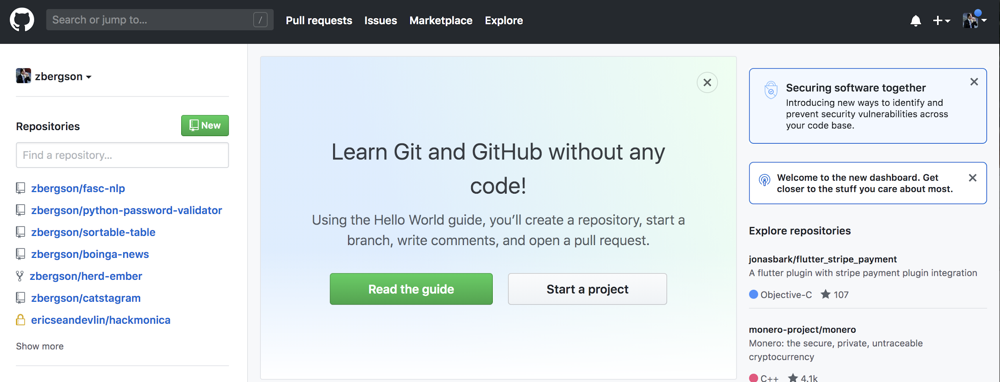 Search or jump to...
/
Pull requests
Issues
Marketplace
Explore
zbergson
Repositories
New
Find a repository...
zbergson/fasc-nlp
zbergson/python-password-validator
zbergson/sortable-table
zbergson/boinga-news
zbergson/herd-ember
zbergson/catstagram
ericseandevlin/hackmonica
Show more
Learn Git and GitHub without any
code!
Using the Hello World guide, you’ll create a repository, start a
branch, write comments, and open a pull request.
Read the guide
Start a project
Securing software together
Introducing new ways to identify and
prevent security vulnerabilities across
your code base.
Welcome to the new dashboard. Get
closer to the stuff you care about most.
Explore repositories
jonasbark/flutter_stripe_payment
A flutter plugin with stripe payment plugin integration
Objective-C 107
monero-project/monero
Monero: the secure, private, untraceable
cryptocurrency
C++ 4.1k